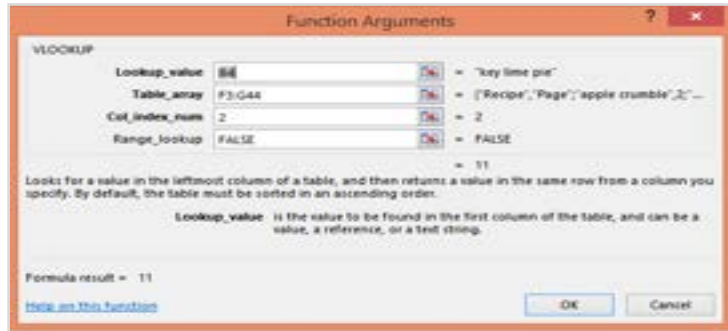 Function Arguments ?
VLOOKUP
Lookup_value = "key lime pie"
Table_array F3:G44 = {"Recipe","Page";"apple crumble",2;"...
Col_index_num 2 = 2
Range_lookup FALSE = FALSE
= 11
Looks for a value in the leftmost column of a table, and then returns a value in the same row from a column you
specify. By default, the table must be sorted in an ascending order.
Lookup_value is the value to be found in the first column of the table, and can be a
value, a reference, or a text string.
Formula result = 11
Help on this function OK Cancel